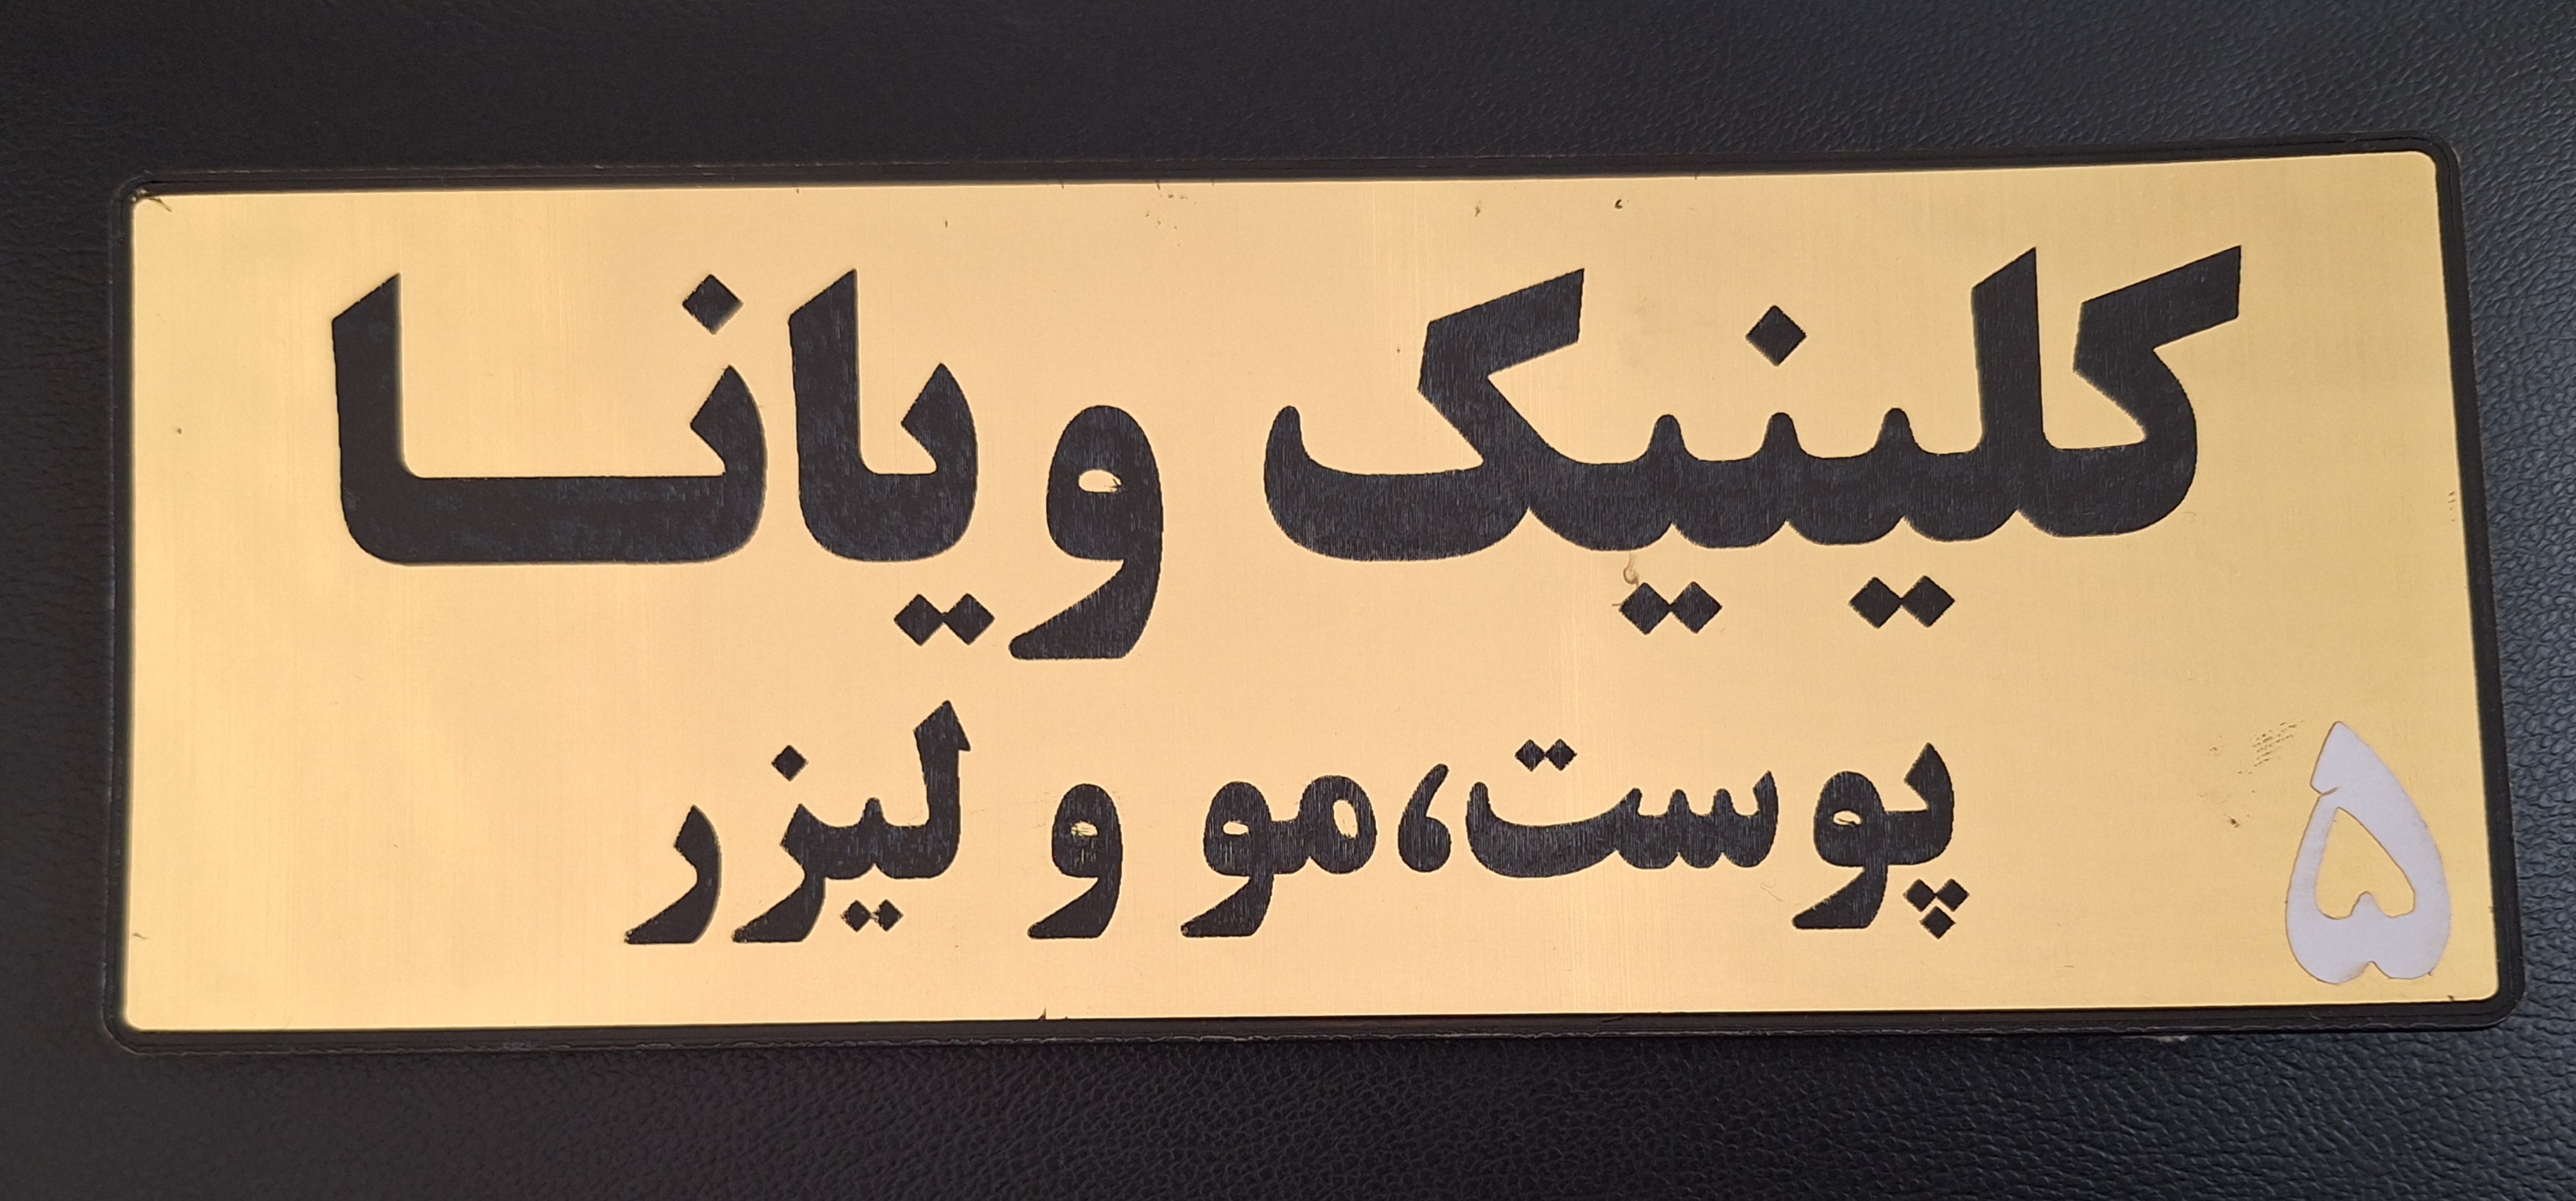 کلینیک ویانا
پوست،مو و لیزر
۵